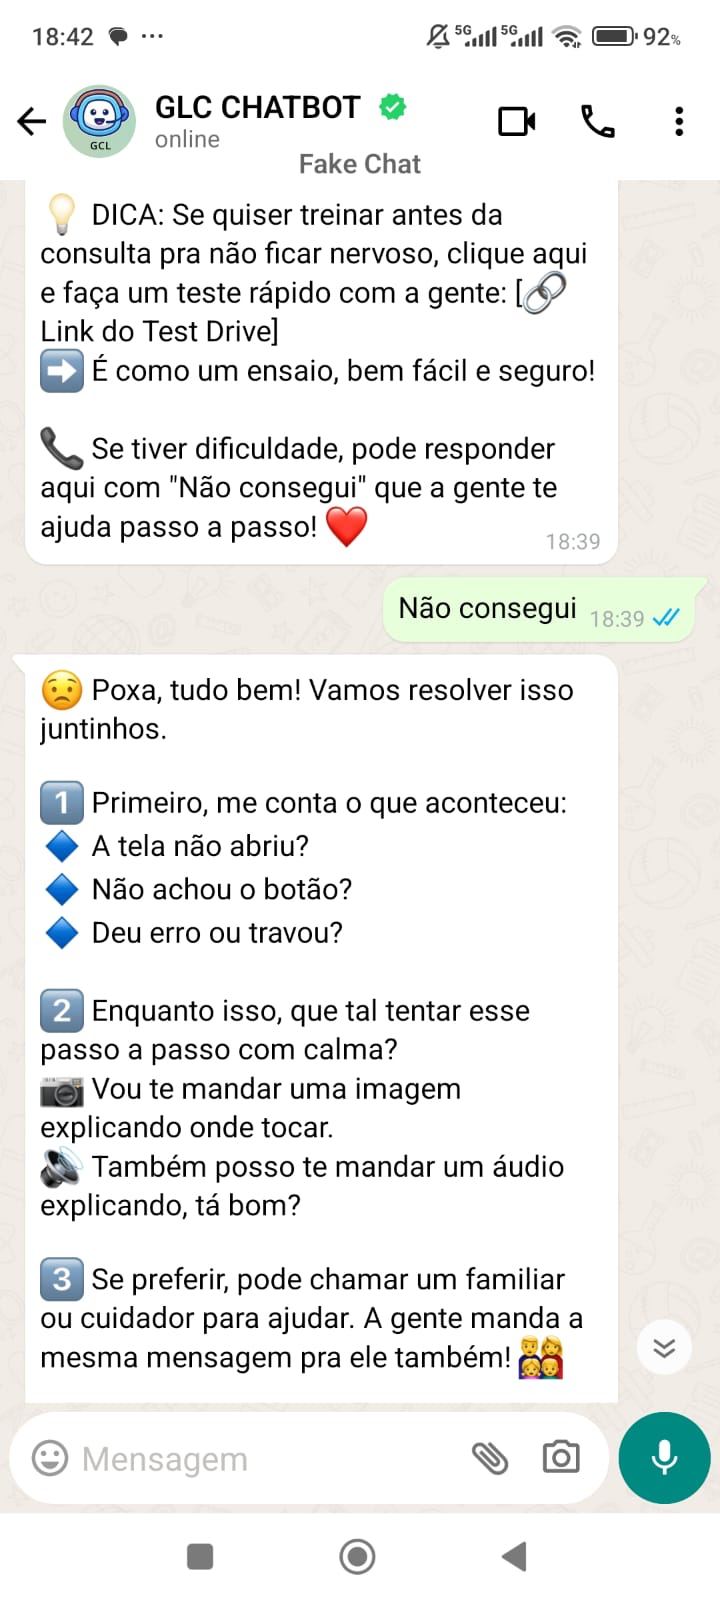 18:42
5G 5G 92%
GLC CHATBOT
online
GCL
Fake Chat
💡 DICA: Se quiser treinar antes da
consulta pra não ficar nervoso, clique aqui
e faça um teste rápido com a gente: [🔗
Link do Test Drive]
➡️ É como um ensaio, bem fácil e seguro!
📞 Se tiver dificuldade, pode responder
aqui com "Não consegui" que a gente te
ajuda passo a passo! ❤️
18:39
Não consegui 18:39
😟 Poxa, tudo bem! Vamos resolver isso
juntinhos.
1️⃣ Primeiro, me conta o que aconteceu:
🔷 A tela não abriu?
🔷 Não achou o botão?
🔷 Deu erro ou travou?
2️⃣ Enquanto isso, que tal tentar esse
passo a passo com calma?
📷 Vou te mandar uma imagem
explicando onde tocar.
🔊 Também posso te mandar um áudio
explicando, tá bom?
3️⃣ Se preferir, pode chamar um familiar
ou cuidador para ajudar. A gente manda a
mesma mensagem pra ele também! 👨‍👩‍👧‍👦
Mensagem